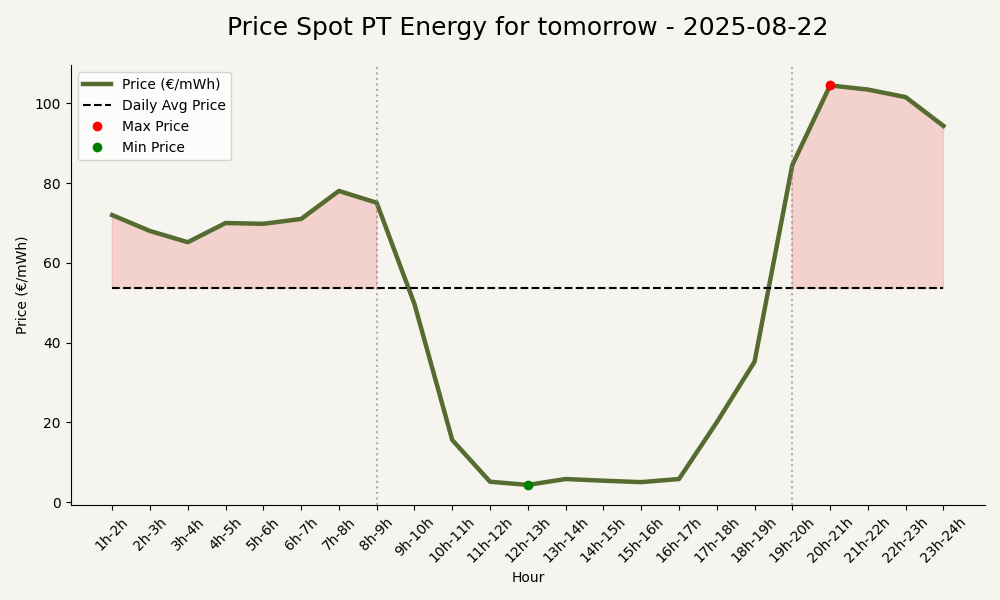 Price Spot PT Energy for tomorrow - 2025-08-22
Price (€/mWh)
Daily Avg Price
Max Price
Min Price
Price (€/mWh)
100
80
60
40
20
0
1h-2h
2h-3h
3h-4h
4h-5h
5h-6h
6h-7h
7h-8h
8h-9h
9h-10h
10h-11h
11h-12h
12h-13h
13h-14h
14h-15h
15h-16h
16h-17h
17h-18h
18h-19h
19h-20h
20h-21h
21h-22h
22h-23h
23h-24h
Hour